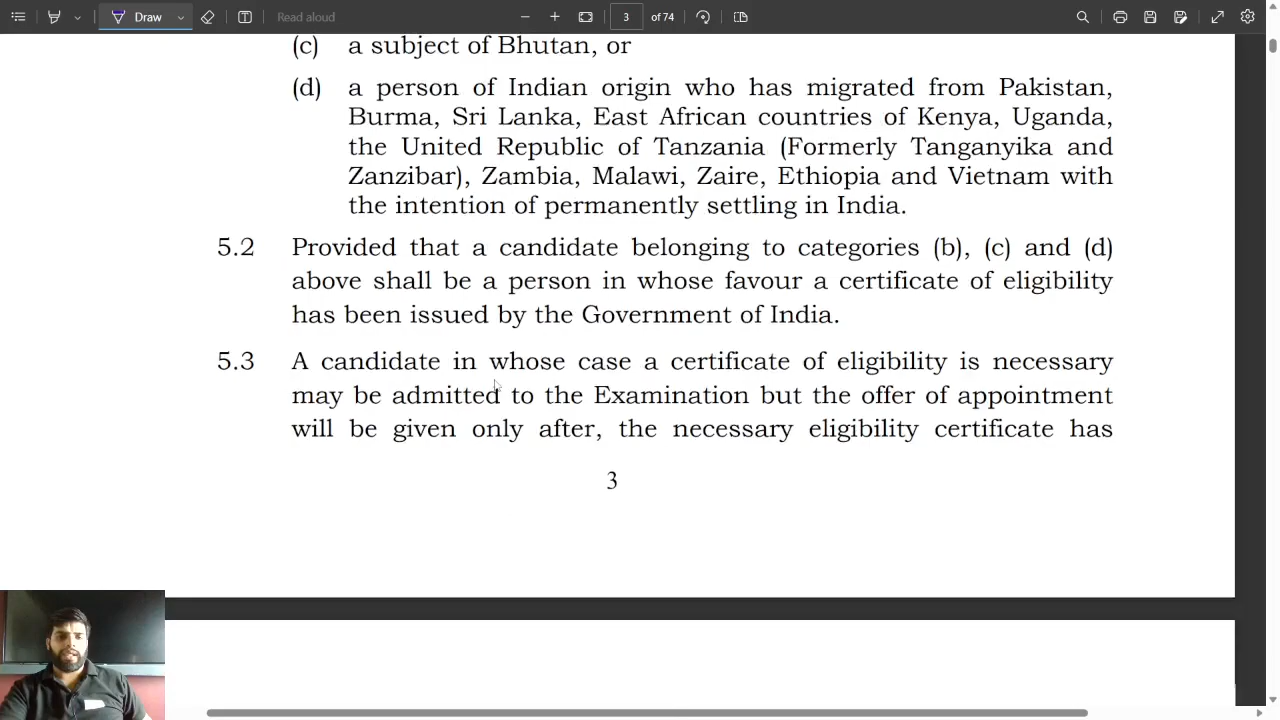 Draw
Read aloud
3
of 74
(c) a subject of Bhutan, or
(d) a person of Indian origin who has migrated from Pakistan,
Burma, Sri Lanka, East African countries of Kenya, Uganda,
the United Republic of Tanzania (Formerly Tanganyika and
Zanzibar), Zambia, Malawi, Zaire, Ethiopia and Vietnam with
the intention of permanently settling in India.
5.2 Provided that a candidate belonging to categories (b), (c) and (d)
above shall be a person in whose favour a certificate of eligibility
has been issued by the Government of India.
5.3 A candidate in whose case a certificate of eligibility is necessary
may be admitted to the Examination but the offer of appointment
will be given only after, the necessary eligibility certificate has
3